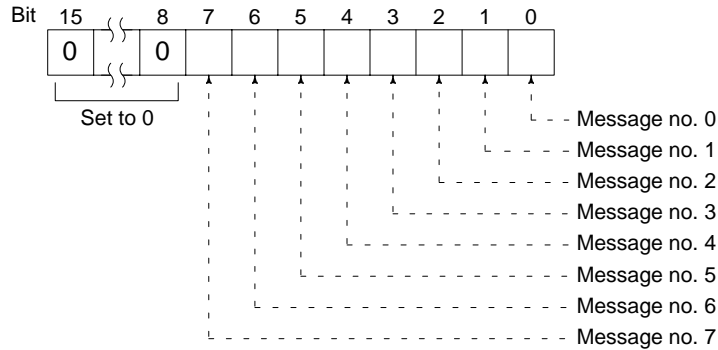 Bit 15 8 7 6 5 4 3 2 1 0
0 0
Set to 0
Message no. 0
Message no. 1
Message no. 2
Message no. 3
Message no. 4
Message no. 5
Message no. 6
Message no. 7